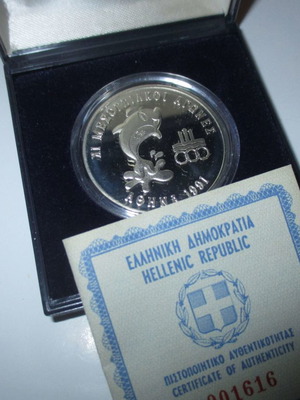 XI ΜΕΣΟΓΕΙΑΚΟΙ ΑΓΩΝΕΣ
ΑΘΗΝΑ 1991
ΕΛΛΗΝΙΚΗ ΔΗΜΟΚΡΑΤΙΑ
HELLENIC REPUBLIC
ΠΙΣΤΟΠΟΙΗΤΙΚΟ ΑΥΘΕΝΤΙΚΟΤΗΤΑΣ
CERTIFICATE OF AUTHENTICITY
001616